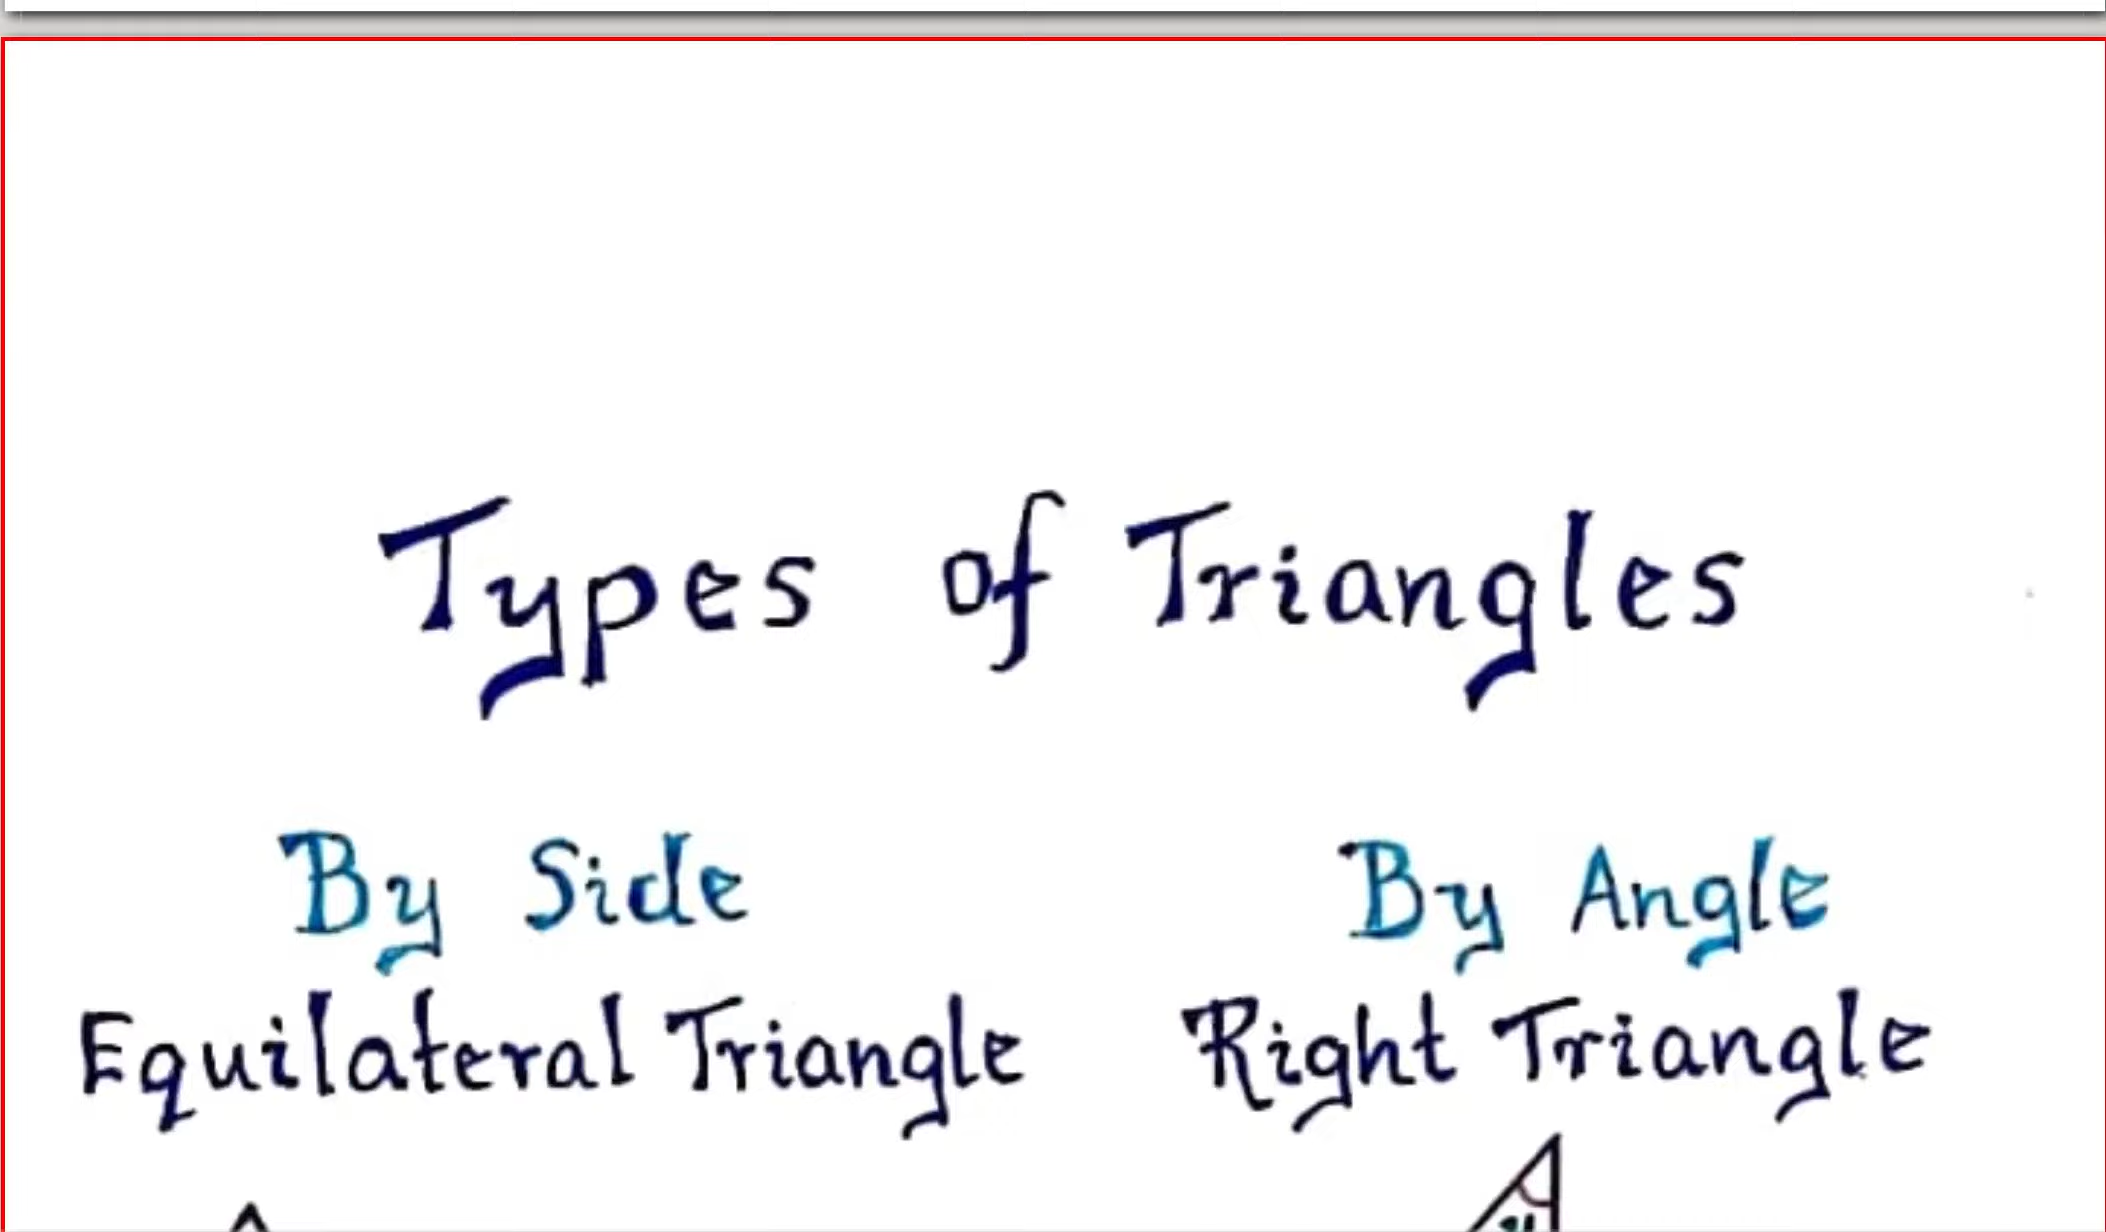 Types of Triangles
By Side By Angle
Equilateral Triangle Right Triangle